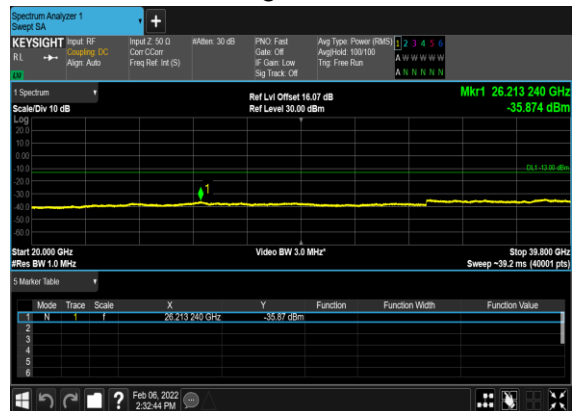 Spectrum Analyzer 1
Swept SA
+
KEYSIGHT Input: RF Input Z: 50 Ω #Atten: 30 dB PNO: Fast Avg Type: Power (RMS) 1 2 3 4 5 6
RL Coupling: DC Corr CCorr Gate: Off Avg|Hold: 100/100 A W W W W W
Align: Auto Freq Ref: Int (S) IF Gain: Low Trig: Free Run
Sig Track: Off A N N N N N
1 Spectrum Ref Lvl Offset 16.07 dB Mkr1 26.213 240 GHz
Scale/Div 10 dB Ref Level 30.00 dBm -35.874 dBm
Log
20.0
10.0
0.00
-10.0 DL1 -13.00 dBm
-20.0
-30.0 1
-40.0
-50.0
-60.0
Start 20.000 GHz Video BW 3.0 MHz* Stop 39.800 GHz
#Res BW 1.0 MHz Sweep ~39.2 ms (40001 pts)
5 Marker Table
Mode Trace Scale X Y Function Function Width Function Value
1 N 1 f 26.213 240 GHz -35.87 dBm
2
3
4
5
6
? Feb 06, 2022
2:32:44 PM